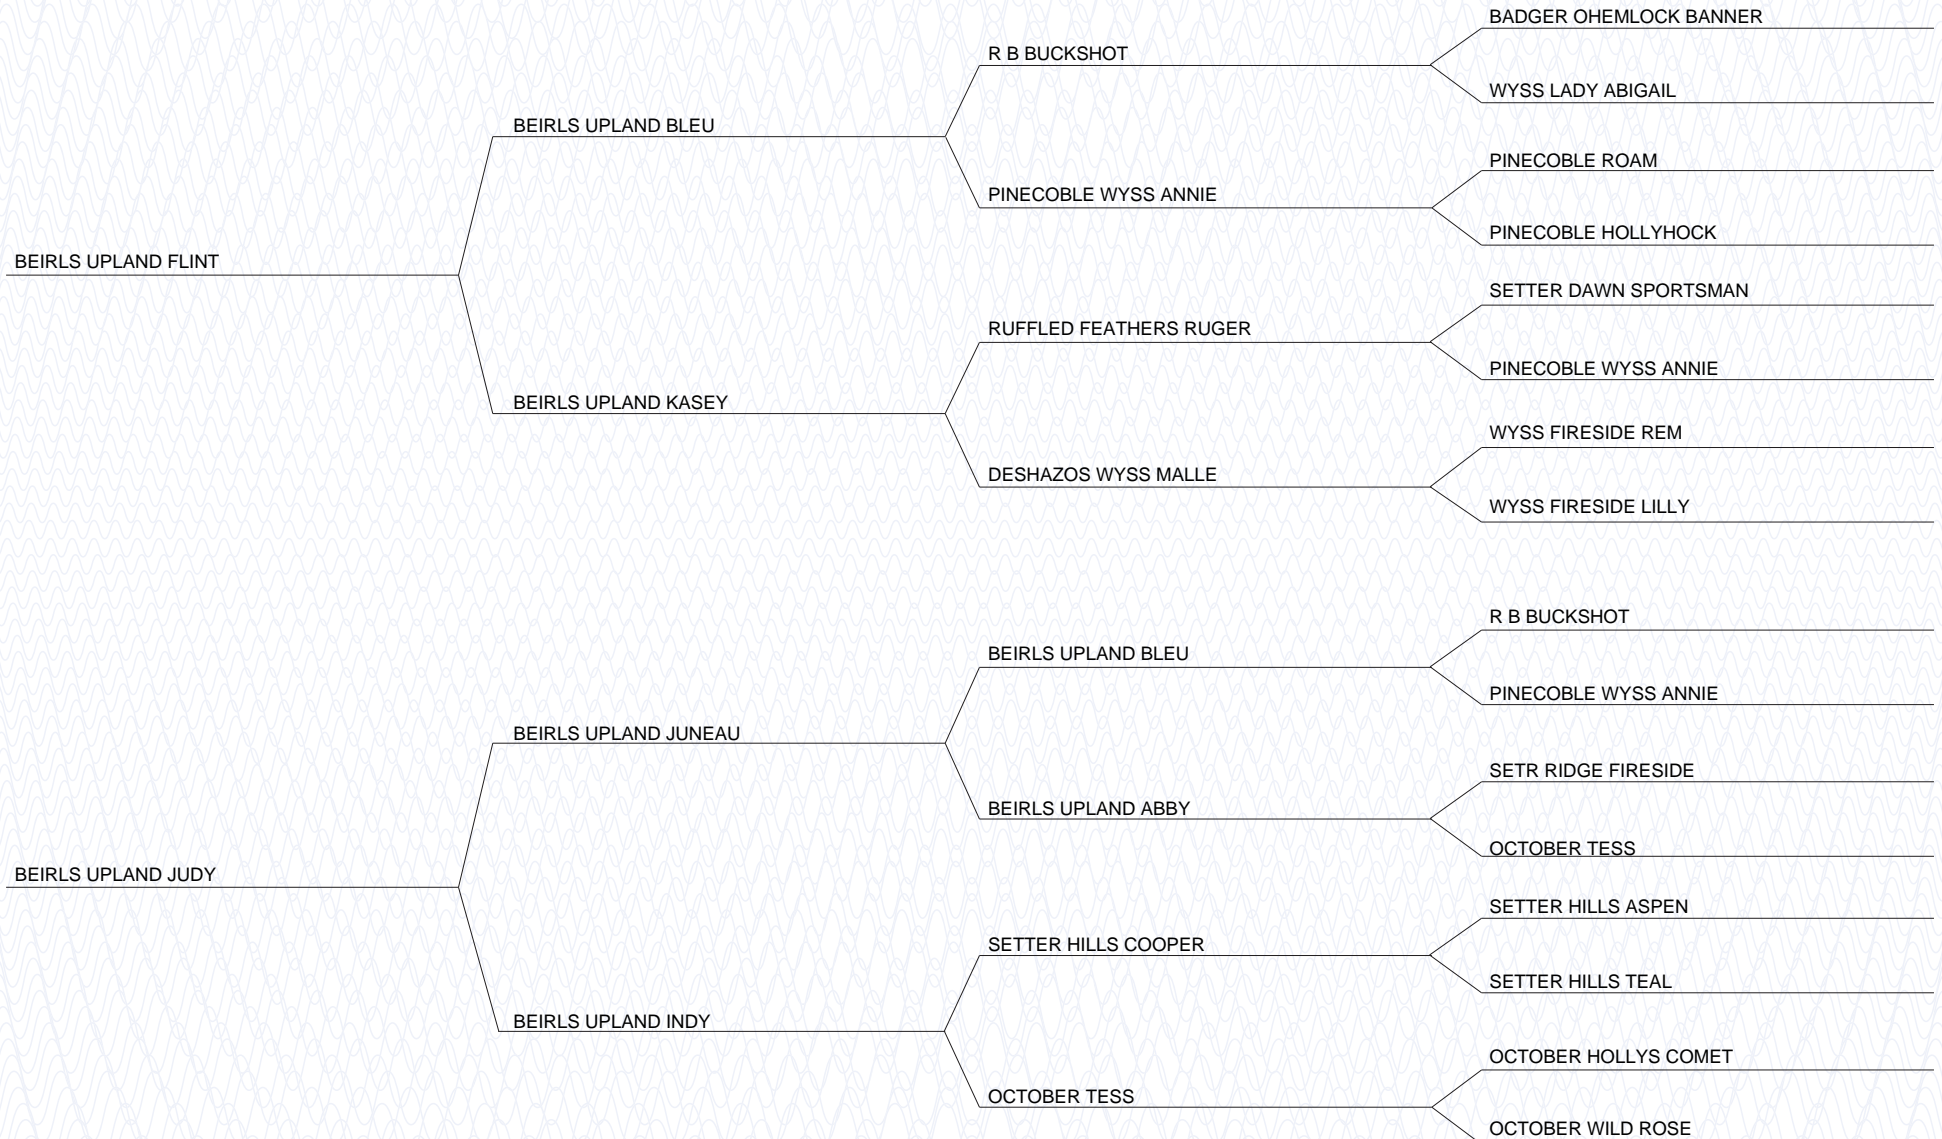 BADGER OHEMLOCK BANNER
R B BUCKSHOT
WYSS LADY ABIGAIL
BEIRLS UPLAND BLEU
PINECOBLE ROAM
PINECOBLE WYSS ANNIE
PINECOBLE HOLLYHOCK
BEIRLS UPLAND FLINT
SETTER DAWN SPORTSMAN
RUFFLED FEATHERS RUGER
PINECOBLE WYSS ANNIE
BEIRLS UPLAND KASEY
WYSS FIRESIDE REM
DESHAZOS WYSS MALLE
WYSS FIRESIDE LILLY
R B BUCKSHOT
BEIRLS UPLAND BLEU
PINECOBLE WYSS ANNIE
BEIRLS UPLAND JUNEAU
SETR RIDGE FIRESIDE
BEIRLS UPLAND ABBY
OCTOBER TESS
BEIRLS UPLAND JUDY
SETTER HILLS ASPEN
SETTER HILLS COOPER
SETTER HILLS TEAL
BEIRLS UPLAND INDY
OCTOBER HOLLYS COMET
OCTOBER TESS
OCTOBER WILD ROSE